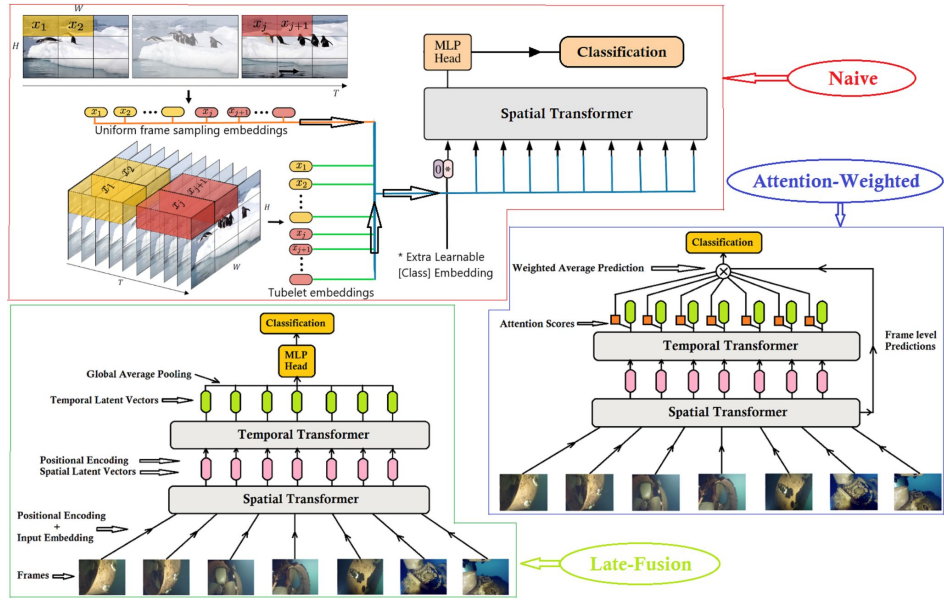 W
H
x1 x2
xj xj+1
T
x1 x2 ••• xj xj+1 •••
Uniform frame sampling embeddings
x1
x2
xj
xj+1
H
W
T
x1
x2
xj
xj+1
Tubelet embeddings
MLP
Head
Classification
Spatial Transformer
0 *
* Extra Learnable
[Class] Embedding
Naive
Attention-Weighted
Classification
Weighted Average Prediction
Attention Scores
Temporal Transformer
Frame level
Predictions
Spatial Transformer
Classification
MLP
Head
Global Average Pooling
Temporal Latent Vectors
Temporal Transformer
Positional Encoding
Spatial Latent Vectors
Spatial Transformer
Positional Encoding
+
Input Embedding
Frames
Late-Fusion